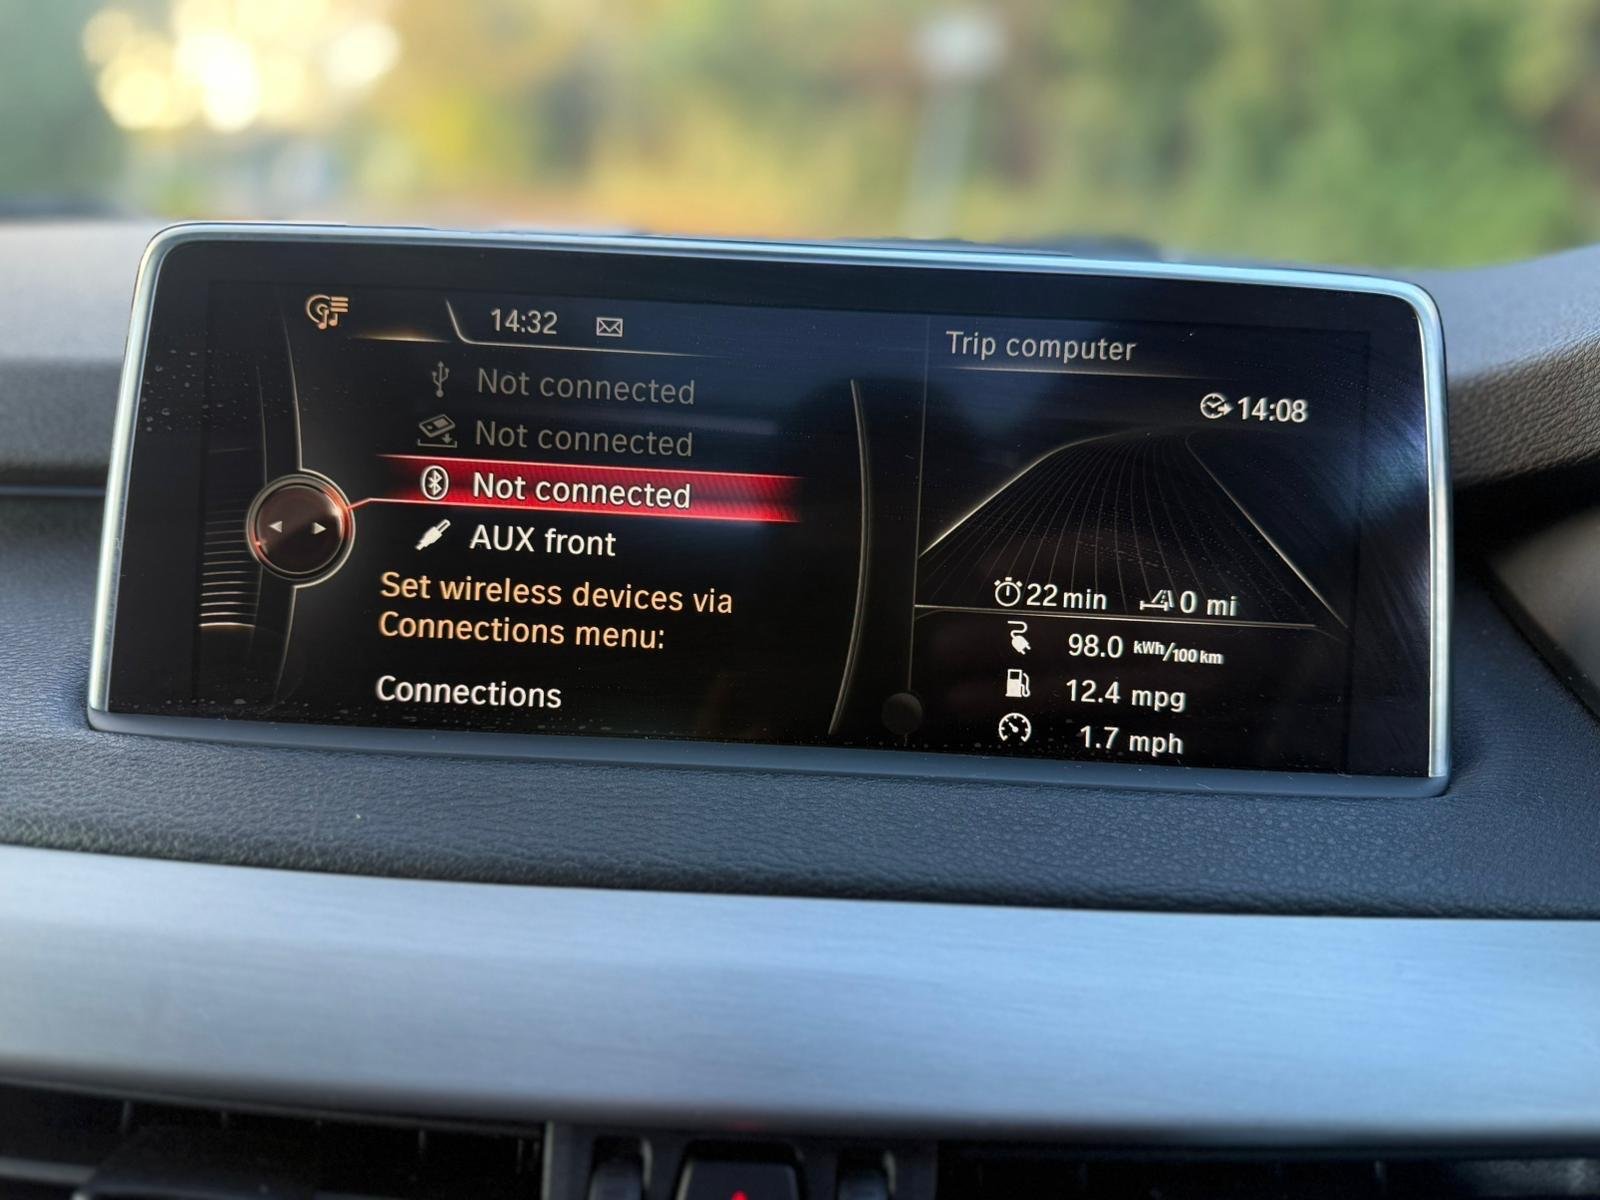 14:32
Not connected
Not connected
Not connected
AUX front
Set wireless devices via
Connections menu:
Connections
Trip computer
14:08
22 min 0 mi
98.0 kWh/100 km
12.4 mpg
1.7 mph